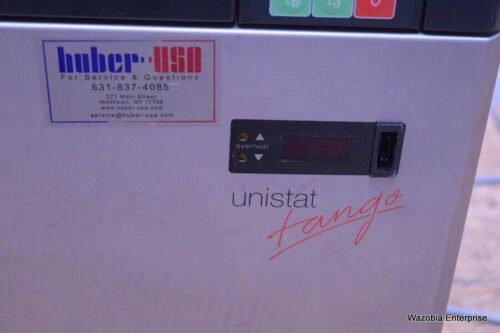 huber-USA
For Service & Questions
631-837-4085
271 Main Street
Northport, NY 11768
www.huber-usa.com
service@huber-usa.com
overheat
unistat
tango
Wazobia Enterprise